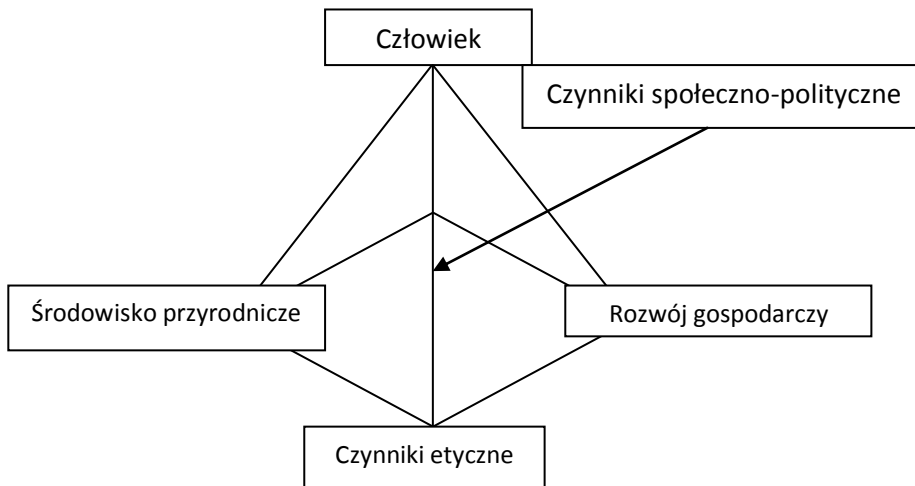 Człowiek
Czynniki społeczno-polityczne
Środowisko przyrodnicze
Rozwój gospodarczy
Czynniki etyczne